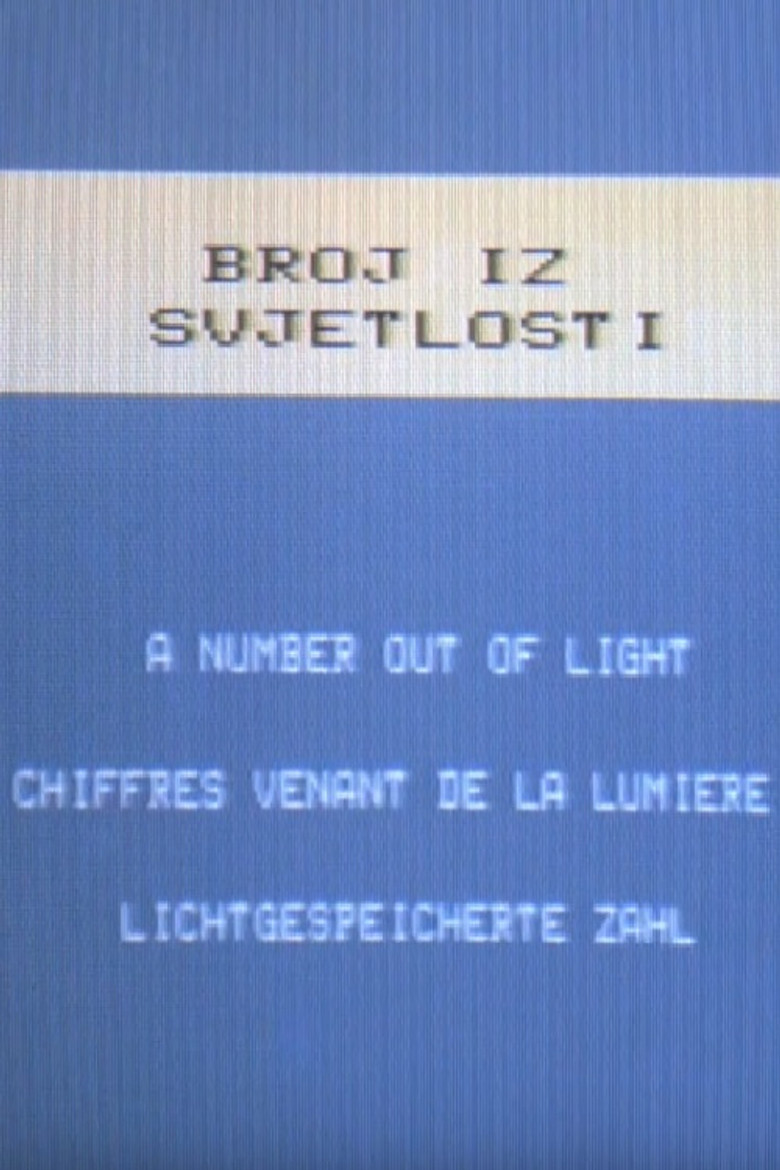 BROJ IZ
SVJETLOSTI
A NUMBER OUT OF LIGHT
CHIFFRES VENANT DE LA LUMIERE
LICHTGESPEICHERTE ZAHL